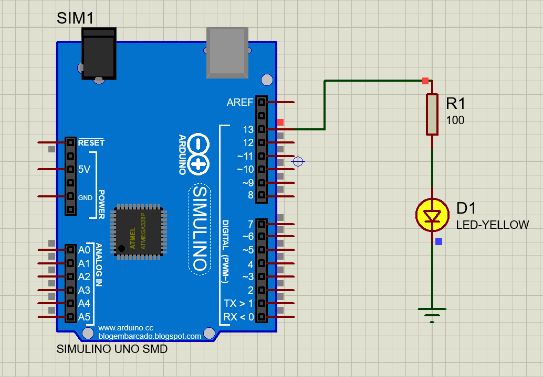 SIM1
AREF
13
12
~11
~10
~9
8
7
~6
~5
4
~3
2
TX > 1
RX < 0
RESET
5V
GND
POWER
A0
A1
A2
A3
A4
A5
ANALOG IN
ARDUINO
SIMULINO
DIGITAL (PWM~)
ATMEL
ATMEGA328P
www.arduino.cc
blogembarcado.blogspot.com
SIMULINO UNO SMD
R1
100
D1
LED-YELLOW